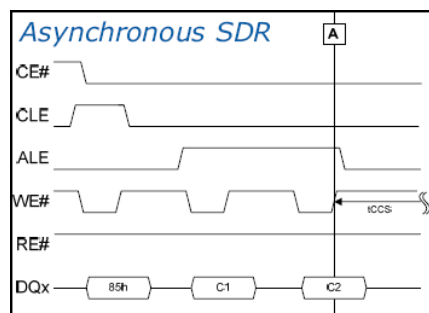 Asynchronous SDR
A
CE#
CLE
ALE
WE#
tCCS
RE#
DQx
85h
C1
C2